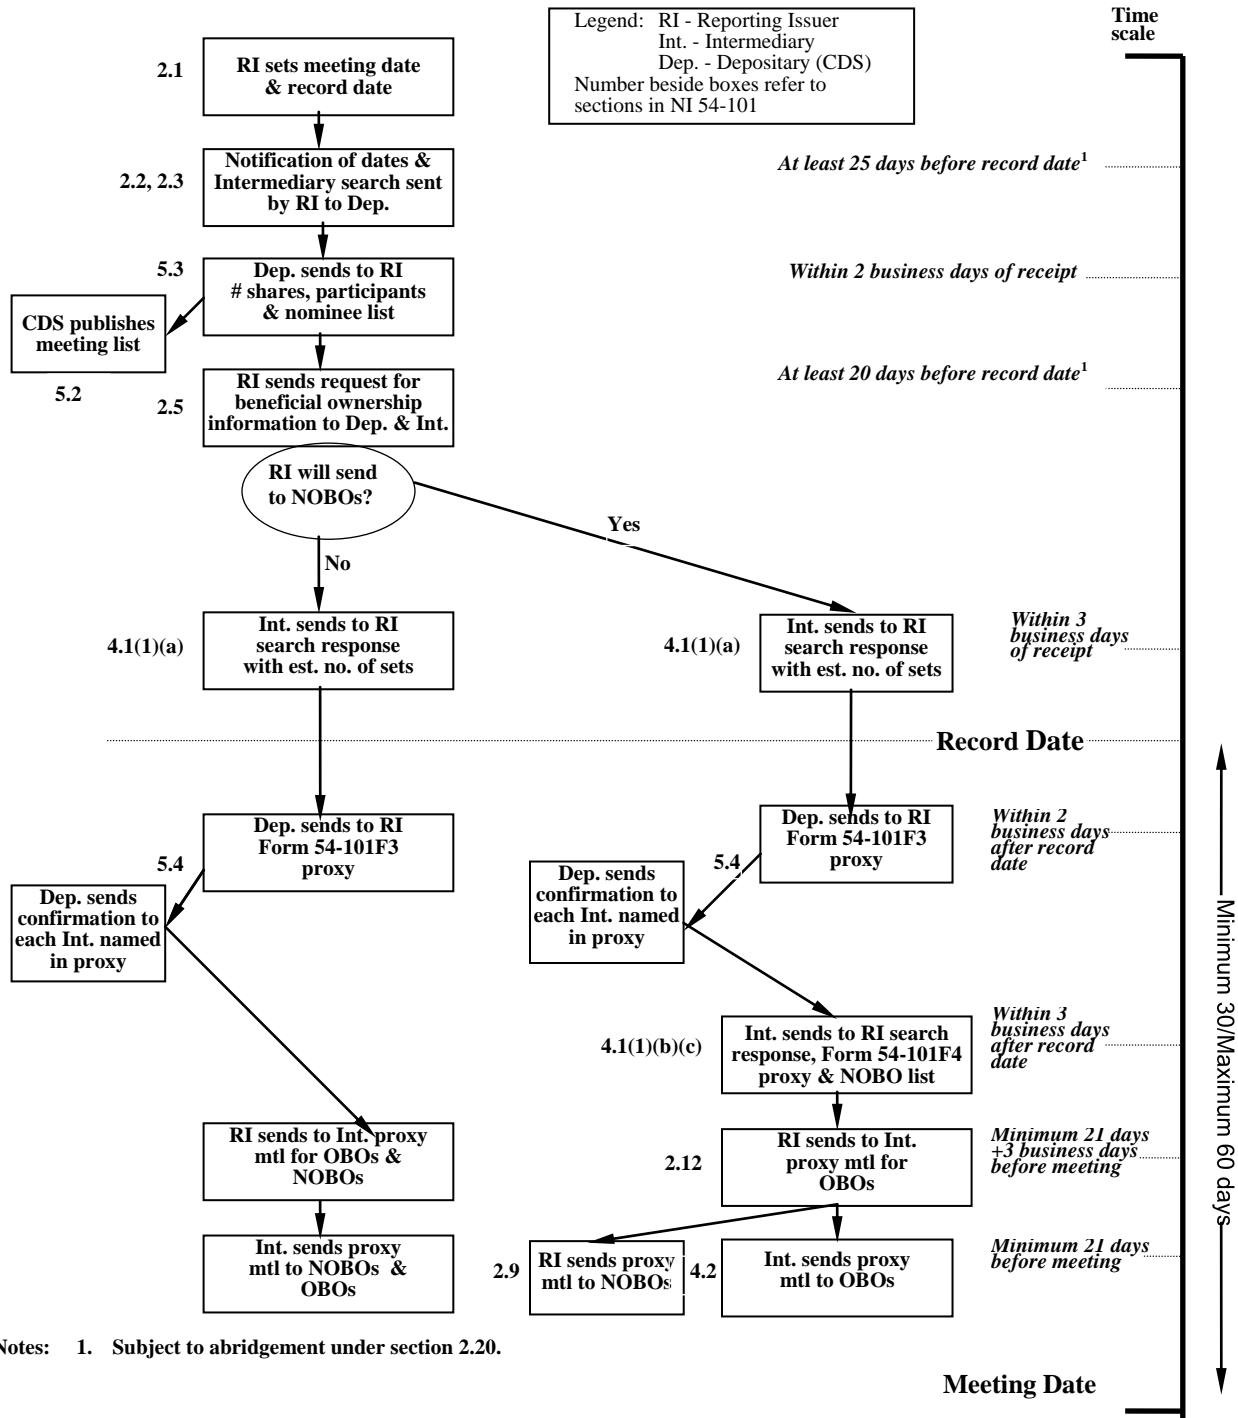 Legend: RI - Reporting Issuer
Int. - Intermediary
Dep. - Depositary (CDS)
Number beside boxes refer to
sections in NI 54-101
Time
scale
2.1
RI sets meeting date
& record date
2.2, 2.3
Notification of dates &
Intermediary search sent
by RI to Dep.
At least 25 days before record date1
5.3
Dep. sends to RI
# shares, participants
& nominee list
Within 2 business days of receipt
CDS publishes
meeting list
5.2
2.5
RI sends request for
beneficial ownership
information to Dep. & Int.
At least 20 days before record date1
RI will send
to NOBOs?
Yes
No
4.1(1)(a)
Int. sends to RI
search response
with est. no. of sets
4.1(1)(a)
Int. sends to RI
search response
with est. no. of sets
Within 3
business days
of receipt
Record Date
5.4
Dep. sends to RI
Form 54-101F3
proxy
Dep. sends
confirmation to
each Int. named
in proxy
5.4
Dep. sends to RI
Form 54-101F3
proxy
Dep. sends
confirmation to
each Int. named
in proxy
Within 2
business days
after record
date
4.1(1)(b)(c)
Int. sends to RI search
response, Form 54-101F4
proxy & NOBO list
Within 3
business days
after record
date
Minimum 30/Maximum 60 days
RI sends to Int. proxy
mtl for OBOs &
NOBOs
2.12
RI sends to Int.
proxy mtl for
OBOs
Minimum 21 days
+3 business days
before meeting
Int. sends proxy
mtl to NOBOs &
OBOs
2.9
RI sends proxy
mtl to NOBOs
4.2
Int. sends proxy
mtl to OBOs
Minimum 21 days
before meeting
Notes: 1. Subject to abridgement under section 2.20.
Meeting Date